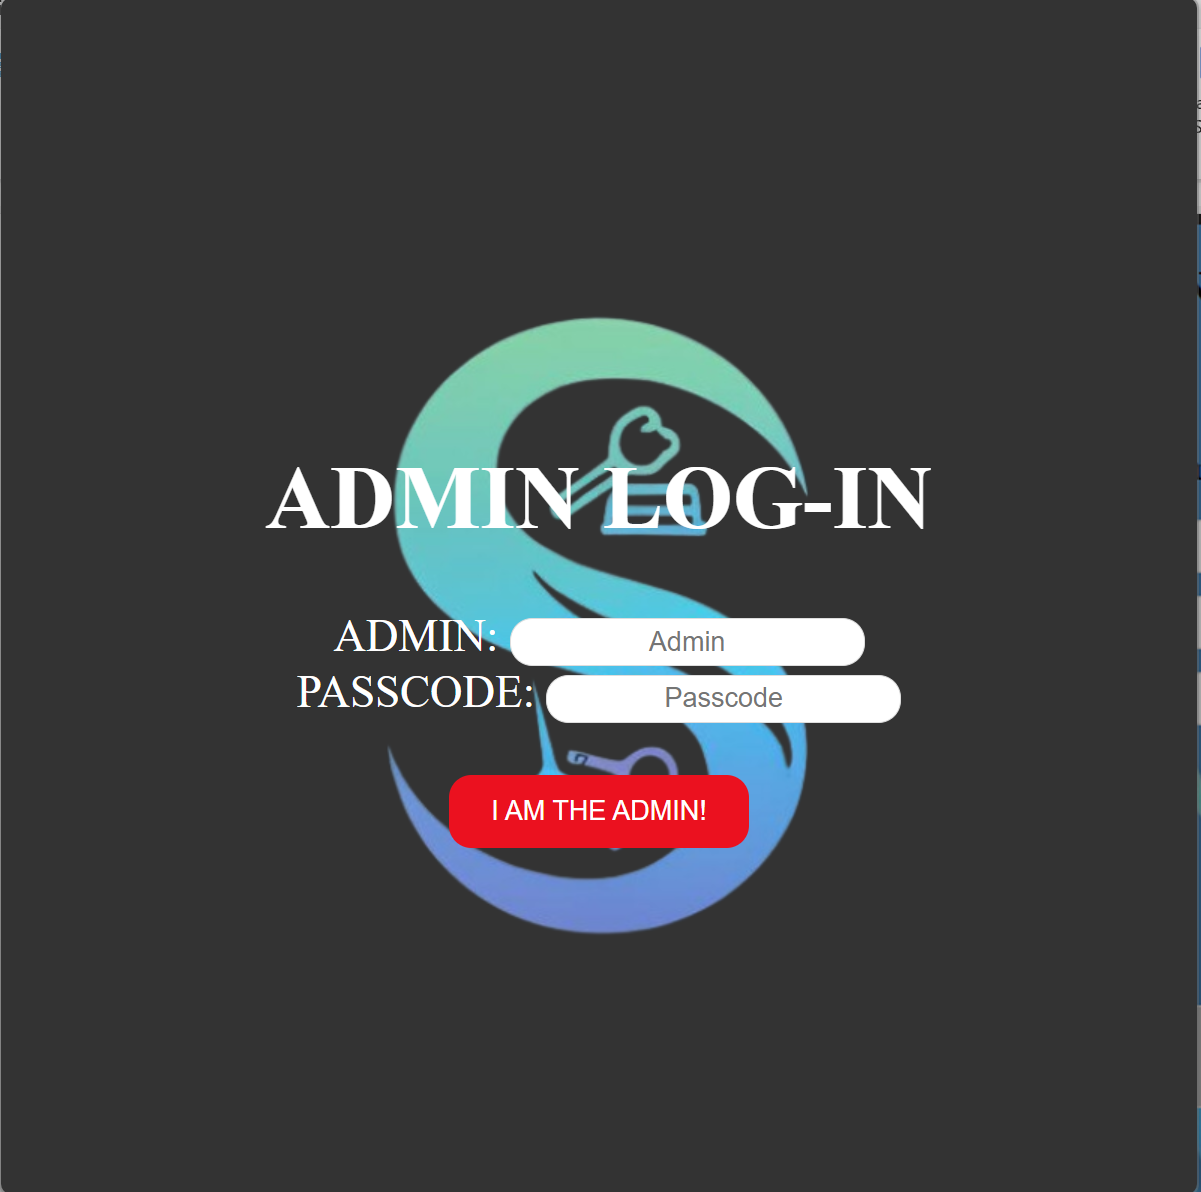 ADMIN LOG-IN
ADMIN: Admin
PASSCODE: Passcode
I AM THE ADMIN!